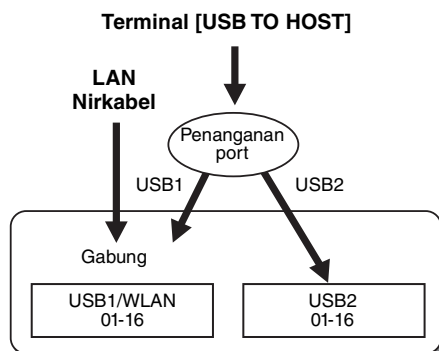 Terminal [USB TO HOST]
LAN
Nirkabel
Penanganan
port
USB1
USB2
Gabung
USB1/WLAN
01-16
USB2
01-16